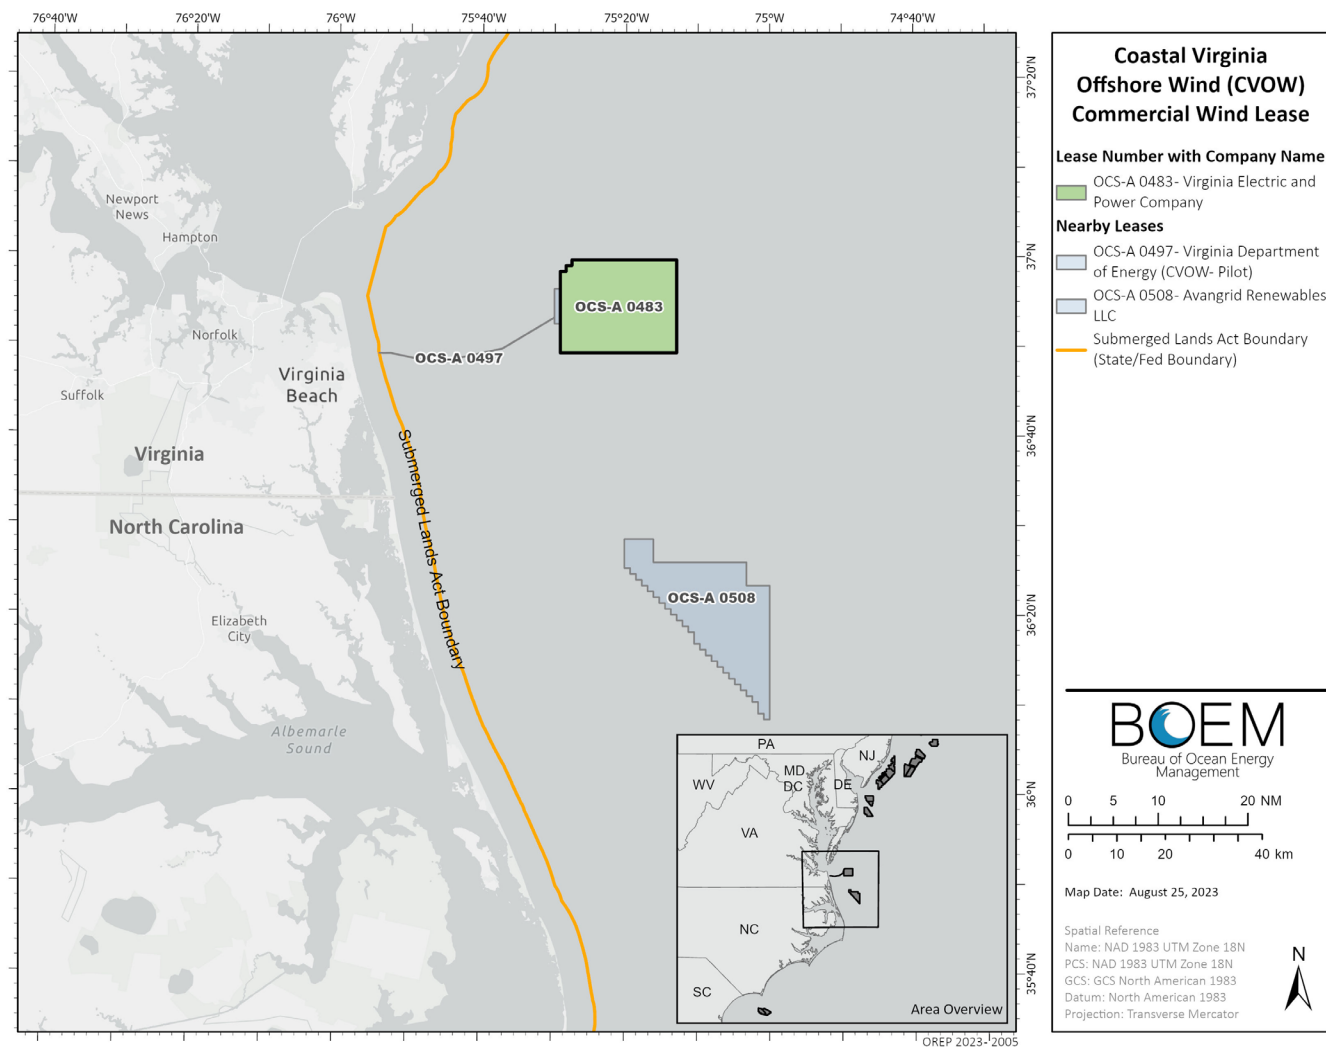 76°40'W 76°20'W 76°0'W 75°40'W 75°20'W 75°0'W 74°40'W
37°20'N
37°0'N
36°40'N
36°20'N
36°0'N
35°40'N
Newport
News
Hampton
Norfolk
Virginia
Beach
Suffolk
Virginia
North Carolina
Elizabeth
City
Albemarle
Sound
OCS-A 0483
OCS-A 0497
Submerged Lands Act Boundary
OCS-A 0508
PA
NJ
MD
DC
DE
WV
VA
NC
SC
Area Overview
OREP 2023-2005
Coastal Virginia
Offshore Wind (CVOW)
Commercial Wind Lease
Lease Number with Company Name
OCS-A 0483- Virginia Electric and
Power Company
Nearby Leases
OCS-A 0497- Virginia Department
of Energy (CVOW- Pilot)
OCS-A 0508- Avangrid Renewables
LLC
Submerged Lands Act Boundary
(State/Fed Boundary)
BOEM
Bureau of Ocean Energy
Management
0 5 10 20 NM
0 10 20 40 km
Map Date: August 25, 2023
Spatial Reference
Name: NAD 1983 UTM Zone 18N
PCS: NAD 1983 UTM Zone 18N
GCS: GCS North American 1983
Datum: North American 1983
Projection: Transverse Mercator
N